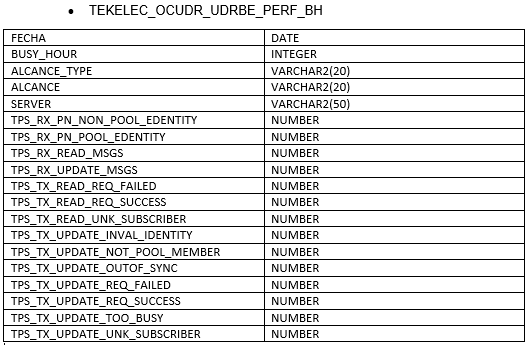 • TEKELEC_OCUDR_UDRBE_PERF_BH
FECHA DATE
BUSY_HOUR INTEGER
ALCANCE_TYPE VARCHAR2(20)
ALCANCE VARCHAR2(20)
SERVER VARCHAR2(50)
TPS_RX_PN_NON_POOL_EDENTITY NUMBER
TPS_RX_PN_POOL_EDENTITY NUMBER
TPS_RX_READ_MSGS NUMBER
TPS_RX_UPDATE_MSGS NUMBER
TPS_TX_READ_REQ_FAILED NUMBER
TPS_TX_READ_REQ_SUCCESS NUMBER
TPS_TX_READ_UNK_SUBSCRIBER NUMBER
TPS_TX_UPDATE_INVAL_IDENTITY NUMBER
TPS_TX_UPDATE_NOT_POOL_MEMBER NUMBER
TPS_TX_UPDATE_OUTOF_SYNC NUMBER
TPS_TX_UPDATE_REQ_FAILED NUMBER
TPS_TX_UPDATE_REQ_SUCCESS NUMBER
TPS_TX_UPDATE_TOO_BUSY NUMBER
TPS_TX_UPDATE_UNK_SUBSCRIBER NUMBER